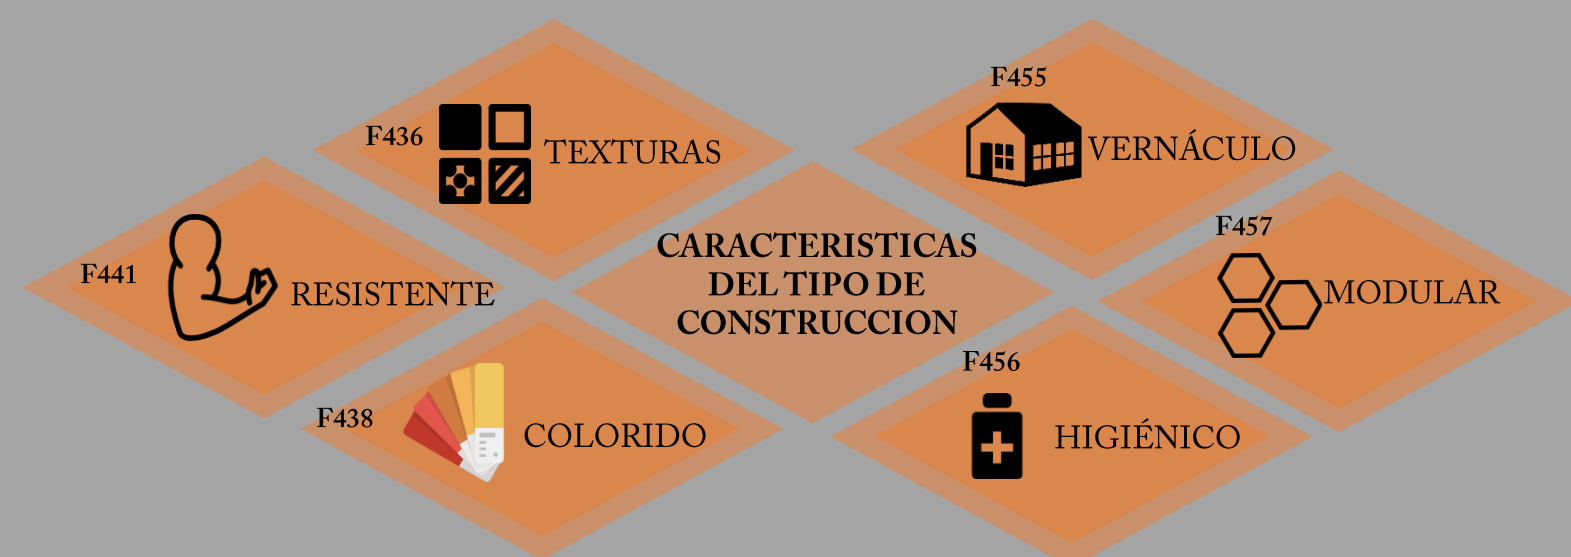 F436
TEXTURAS
F455
VERNÁCULO
F441
RESISTENTE
CARACTERISTICAS
DEL TIPO DE
CONSTRUCCION
F457
MODULAR
F438
COLORIDO
F456
HIGIÉNICO